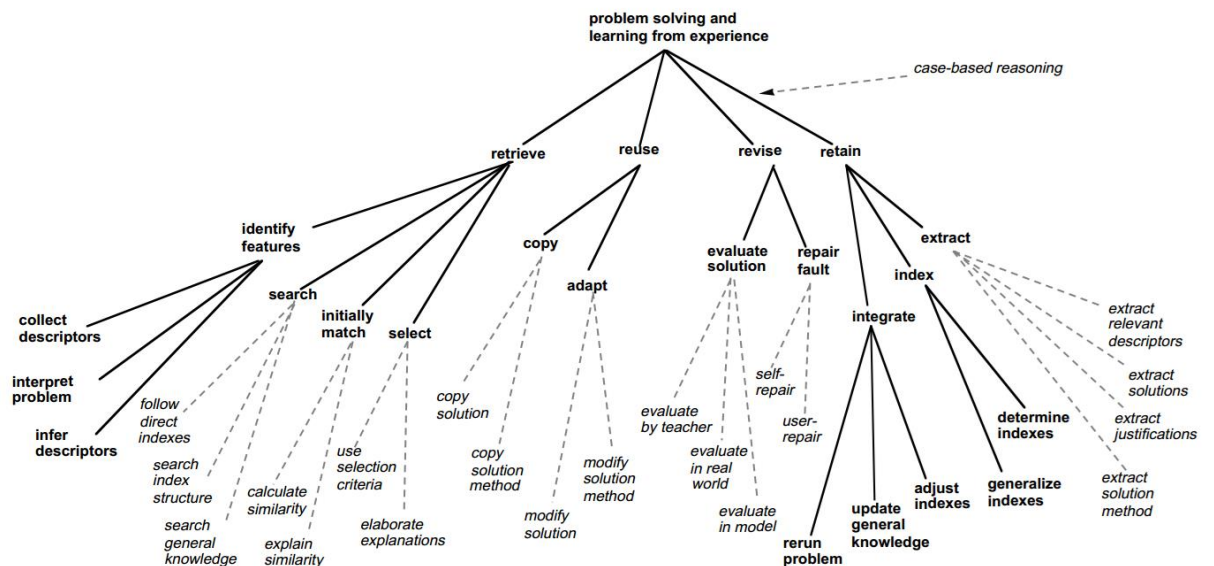 problem solving and
learning from experience
case-based reasoning
retrieve
reuse
revise
retain
identify
features
copy
evaluate
solution
repair
fault
extract
search
initially
match
select
adapt
index
integrate
collect
descriptors
interpret
problem
infer
descriptors
follow
direct
indexes
search
index
structure
search
general
knowledge
calculate
similarity
explain
similarity
use
selection
criteria
elaborate
explanations
copy
solution
copy
solution
method
modify
solution
modify
solution
method
evaluate
by teacher
evaluate
in real
world
evaluate
in model
self-
repair
user-
repair
rerun
problem
update
general
knowledge
adjust
indexes
generalize
indexes
determine
indexes
extract
relevant
descriptors
extract
solutions
extract
justifications
extract
solution
method